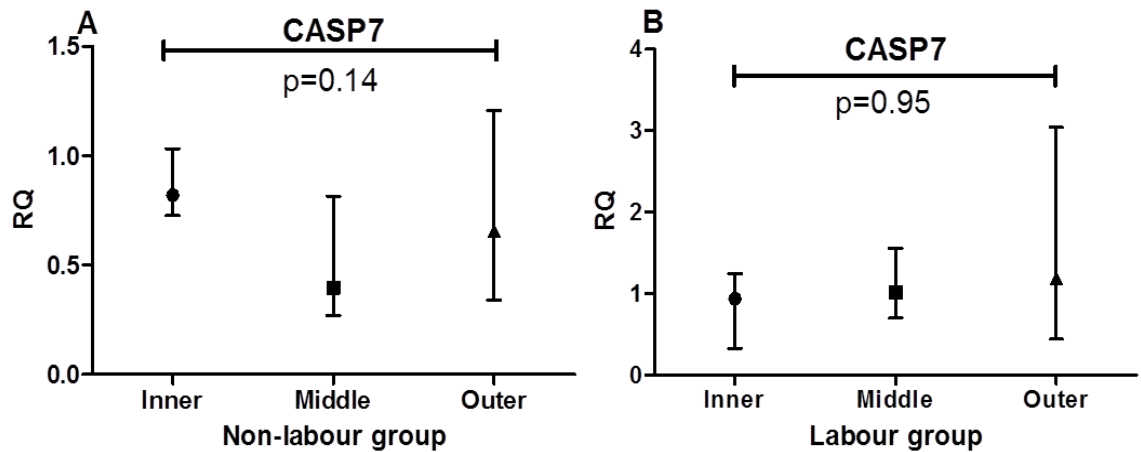 A
CASP7
p=0.14
RQ
1.5
1.0
0.5
0.0
Inner Middle Outer
Non-labour group
B
CASP7
p=0.95
RQ
4
3
2
1
0
Inner Middle Outer
Labour group